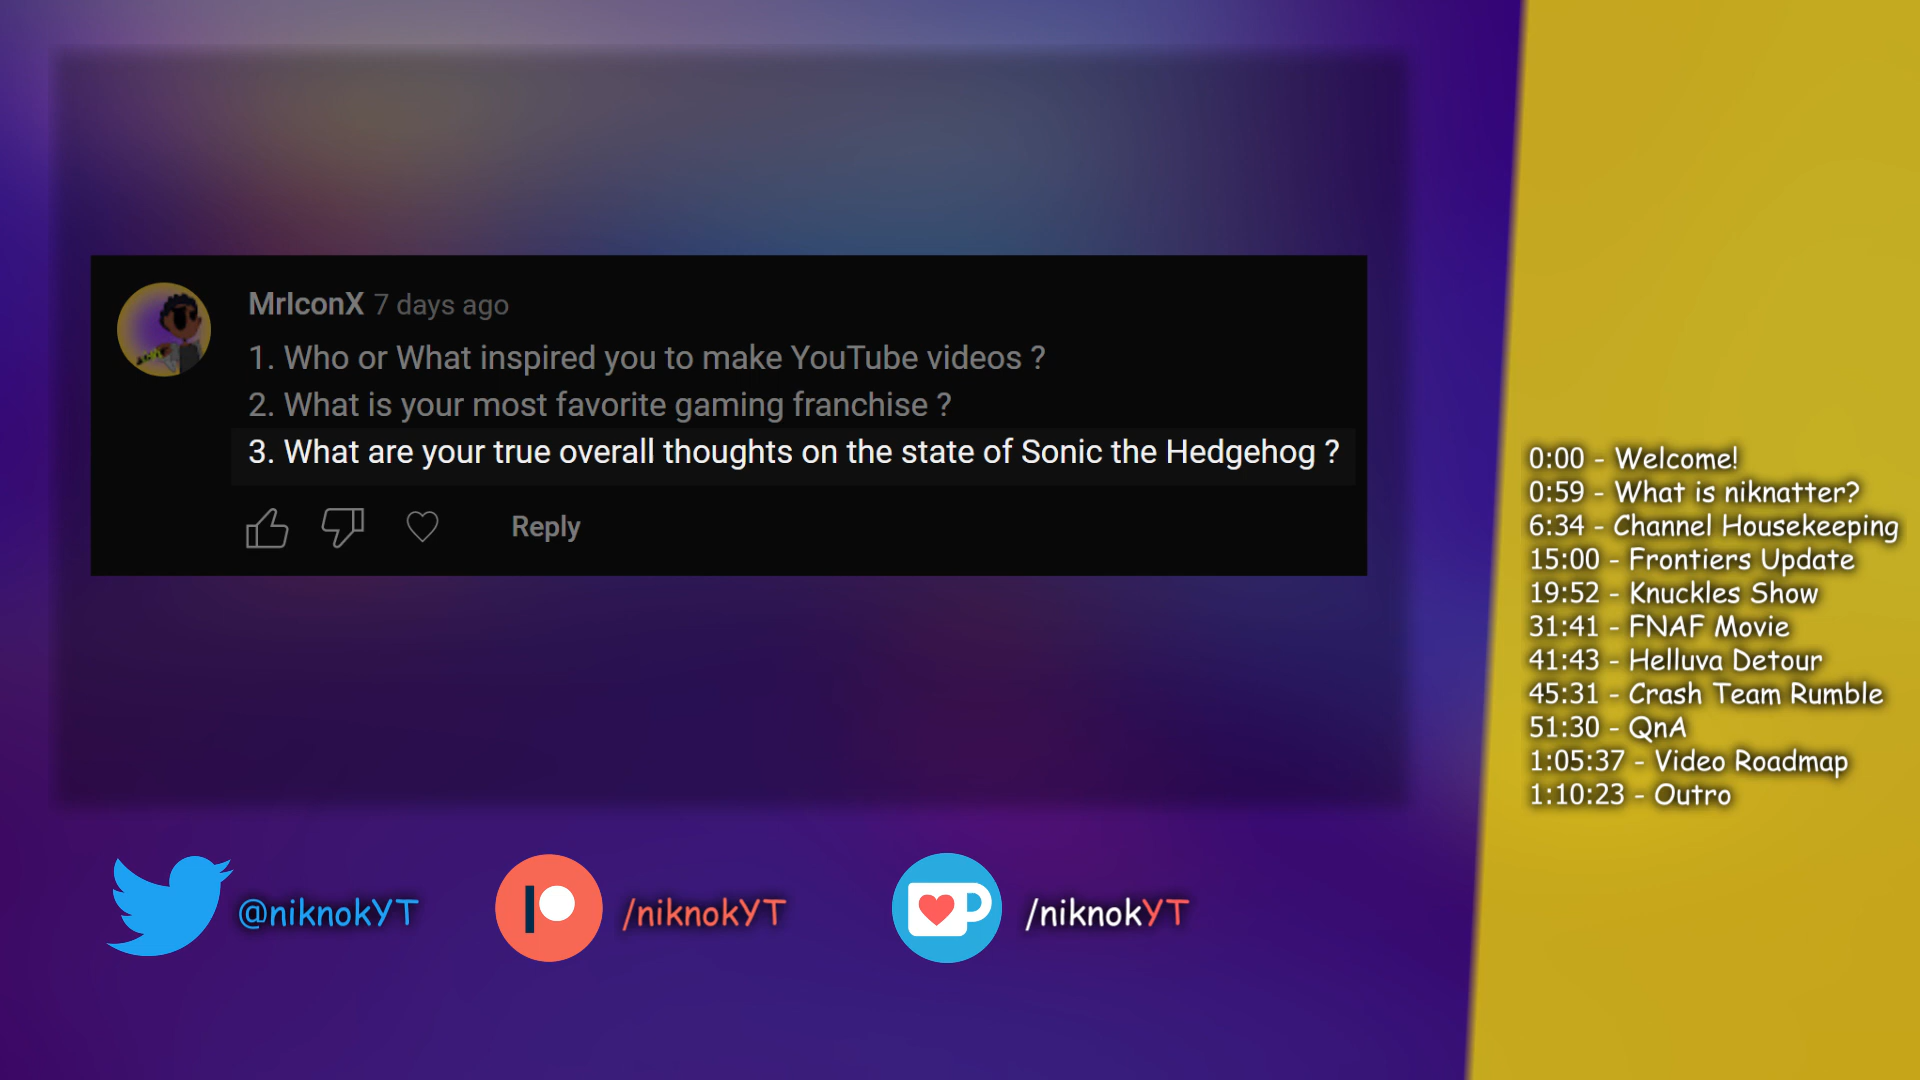 MrIconX 7 days ago
1. Who or What inspired you to make YouTube videos ?
2. What is your most favorite gaming franchise ?
3. What are your true overall thoughts on the state of Sonic the Hedgehog ?
Reply
0:00 - Welcome!
0:59 - What is niknatter?
6:34 - Channel Housekeeping
15:00 - Frontiers Update
19:52 - Knuckles Show
31:41 - FNAF Movie
41:43 - Helluva Detour
45:31 - Crash Team Rumble
51:30 - QnA
1:05:37 - Video Roadmap
1:10:23 - Outro
@niknokYT
/niknokYT
/niknokYT